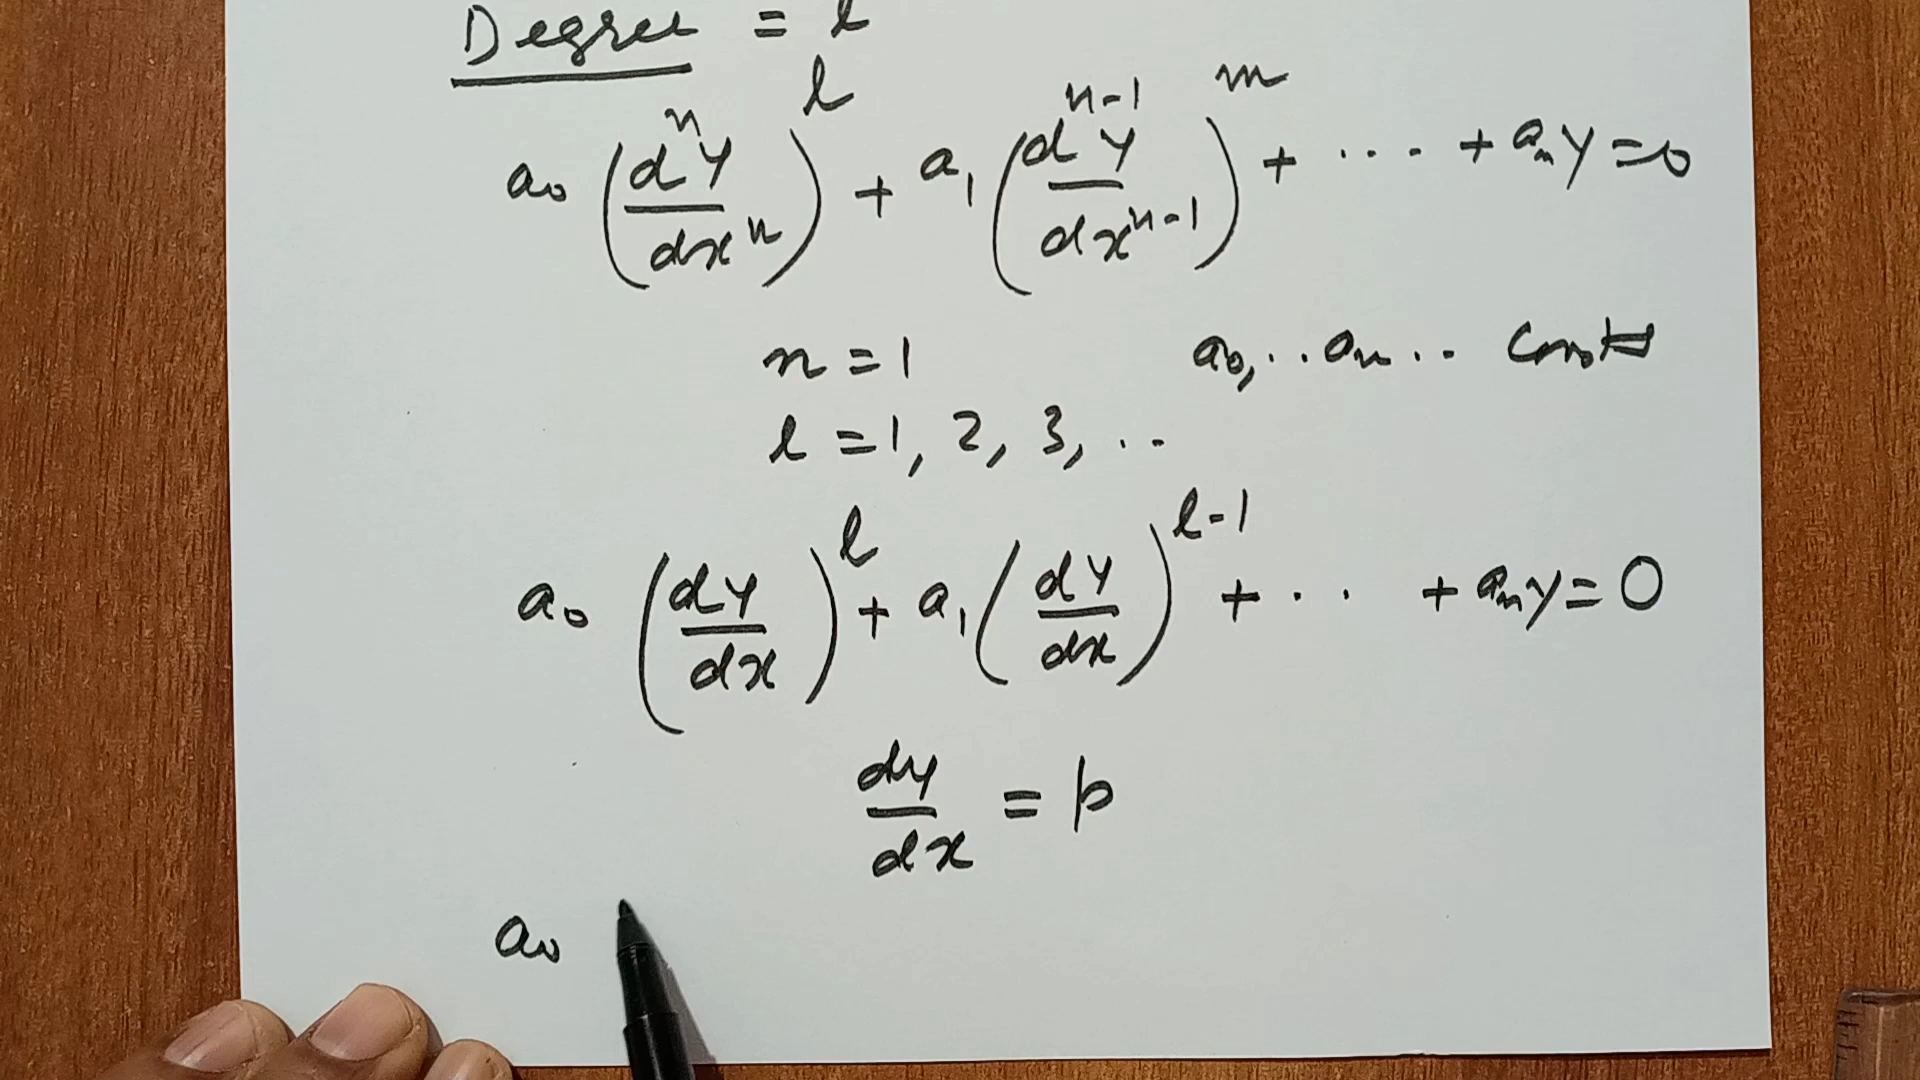 Degree = l
a₀ (dⁿy/dxⁿ)ˡ + a₁ (dⁿ⁻¹y/dxⁿ⁻¹)ᵐ + ... + aₙy = 0
n = 1 a₀, .. aₙ .. Consts
l = 1, 2, 3, ..
a₀ (dy/dx)ˡ + a₁ (dy/dx)ˡ⁻¹ + .. + aₙy = 0
dy/dx = p
a₀